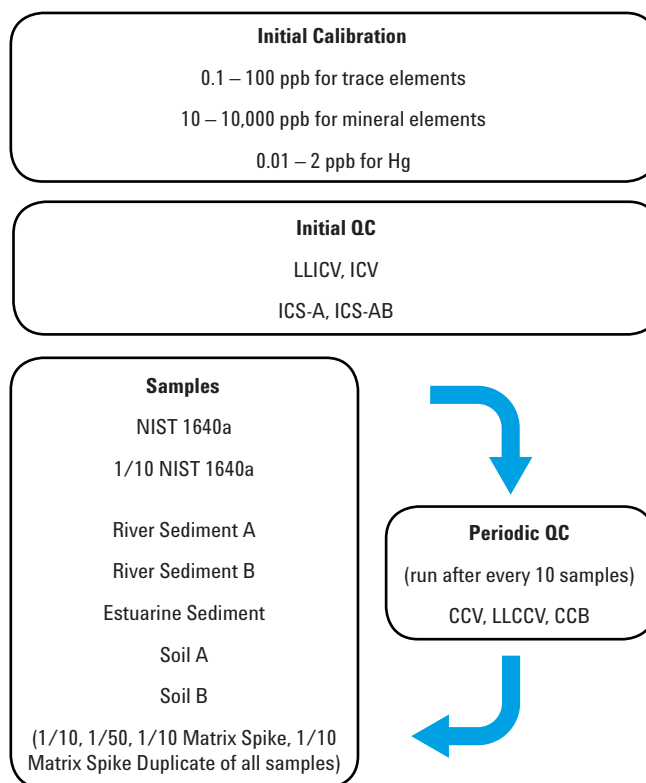 Initial Calibration
0.1 – 100 ppb for trace elements
10 – 10,000 ppb for mineral elements
0.01 – 2 ppb for Hg
Initial QC
LLICV, ICV
ICS-A, ICS-AB
Samples
NIST 1640a
1/10 NIST 1640a
River Sediment A
River Sediment B
Estuarine Sediment
Soil A
Soil B
(1/10, 1/50, 1/10 Matrix Spike, 1/10
Matrix Spike Duplicate of all samples)
Periodic QC
(run after every 10 samples)
CCV, LLCCV, CCB